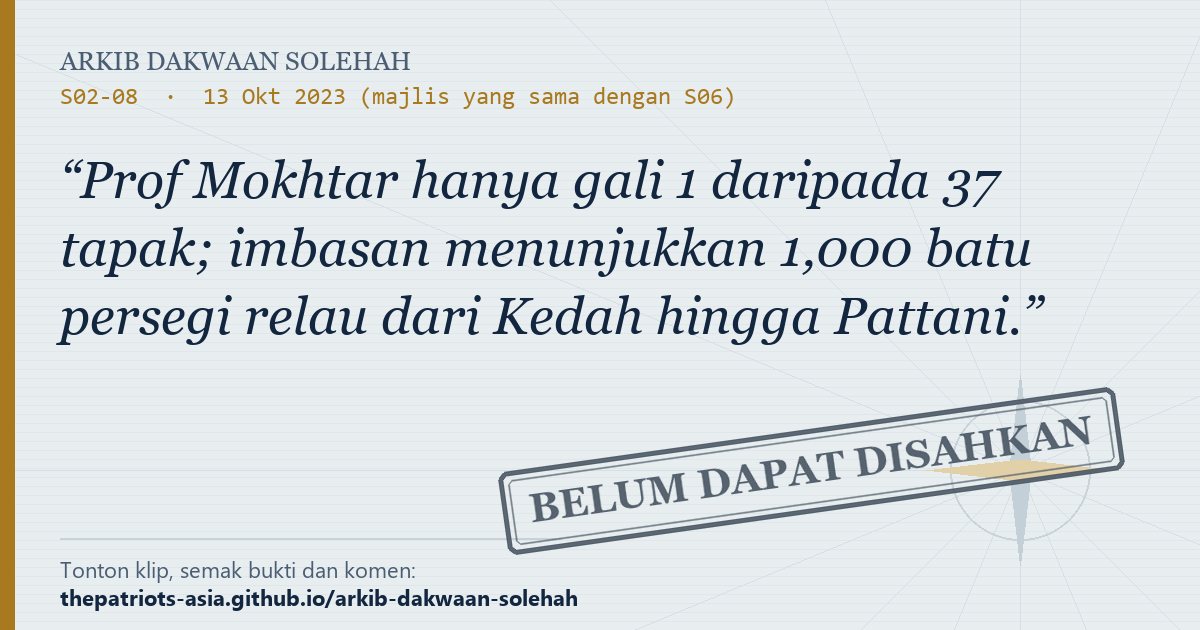 ARKIB DAKWAAN SOLEHAH
S02-08 · 13 Okt 2023 (majlis yang sama dengan S06)
“Prof Mokhtar hanya gali 1 daripada 37
tapak; imbasan menunjukkan 1,000 batu
persegi relau dari Kedah hingga Pattani.”
BELUM DAPAT DISAHKAN
Tonton klip, semak bukti dan komen:
thepatriots-asia.github.io/arkib-dakwaan-solehah